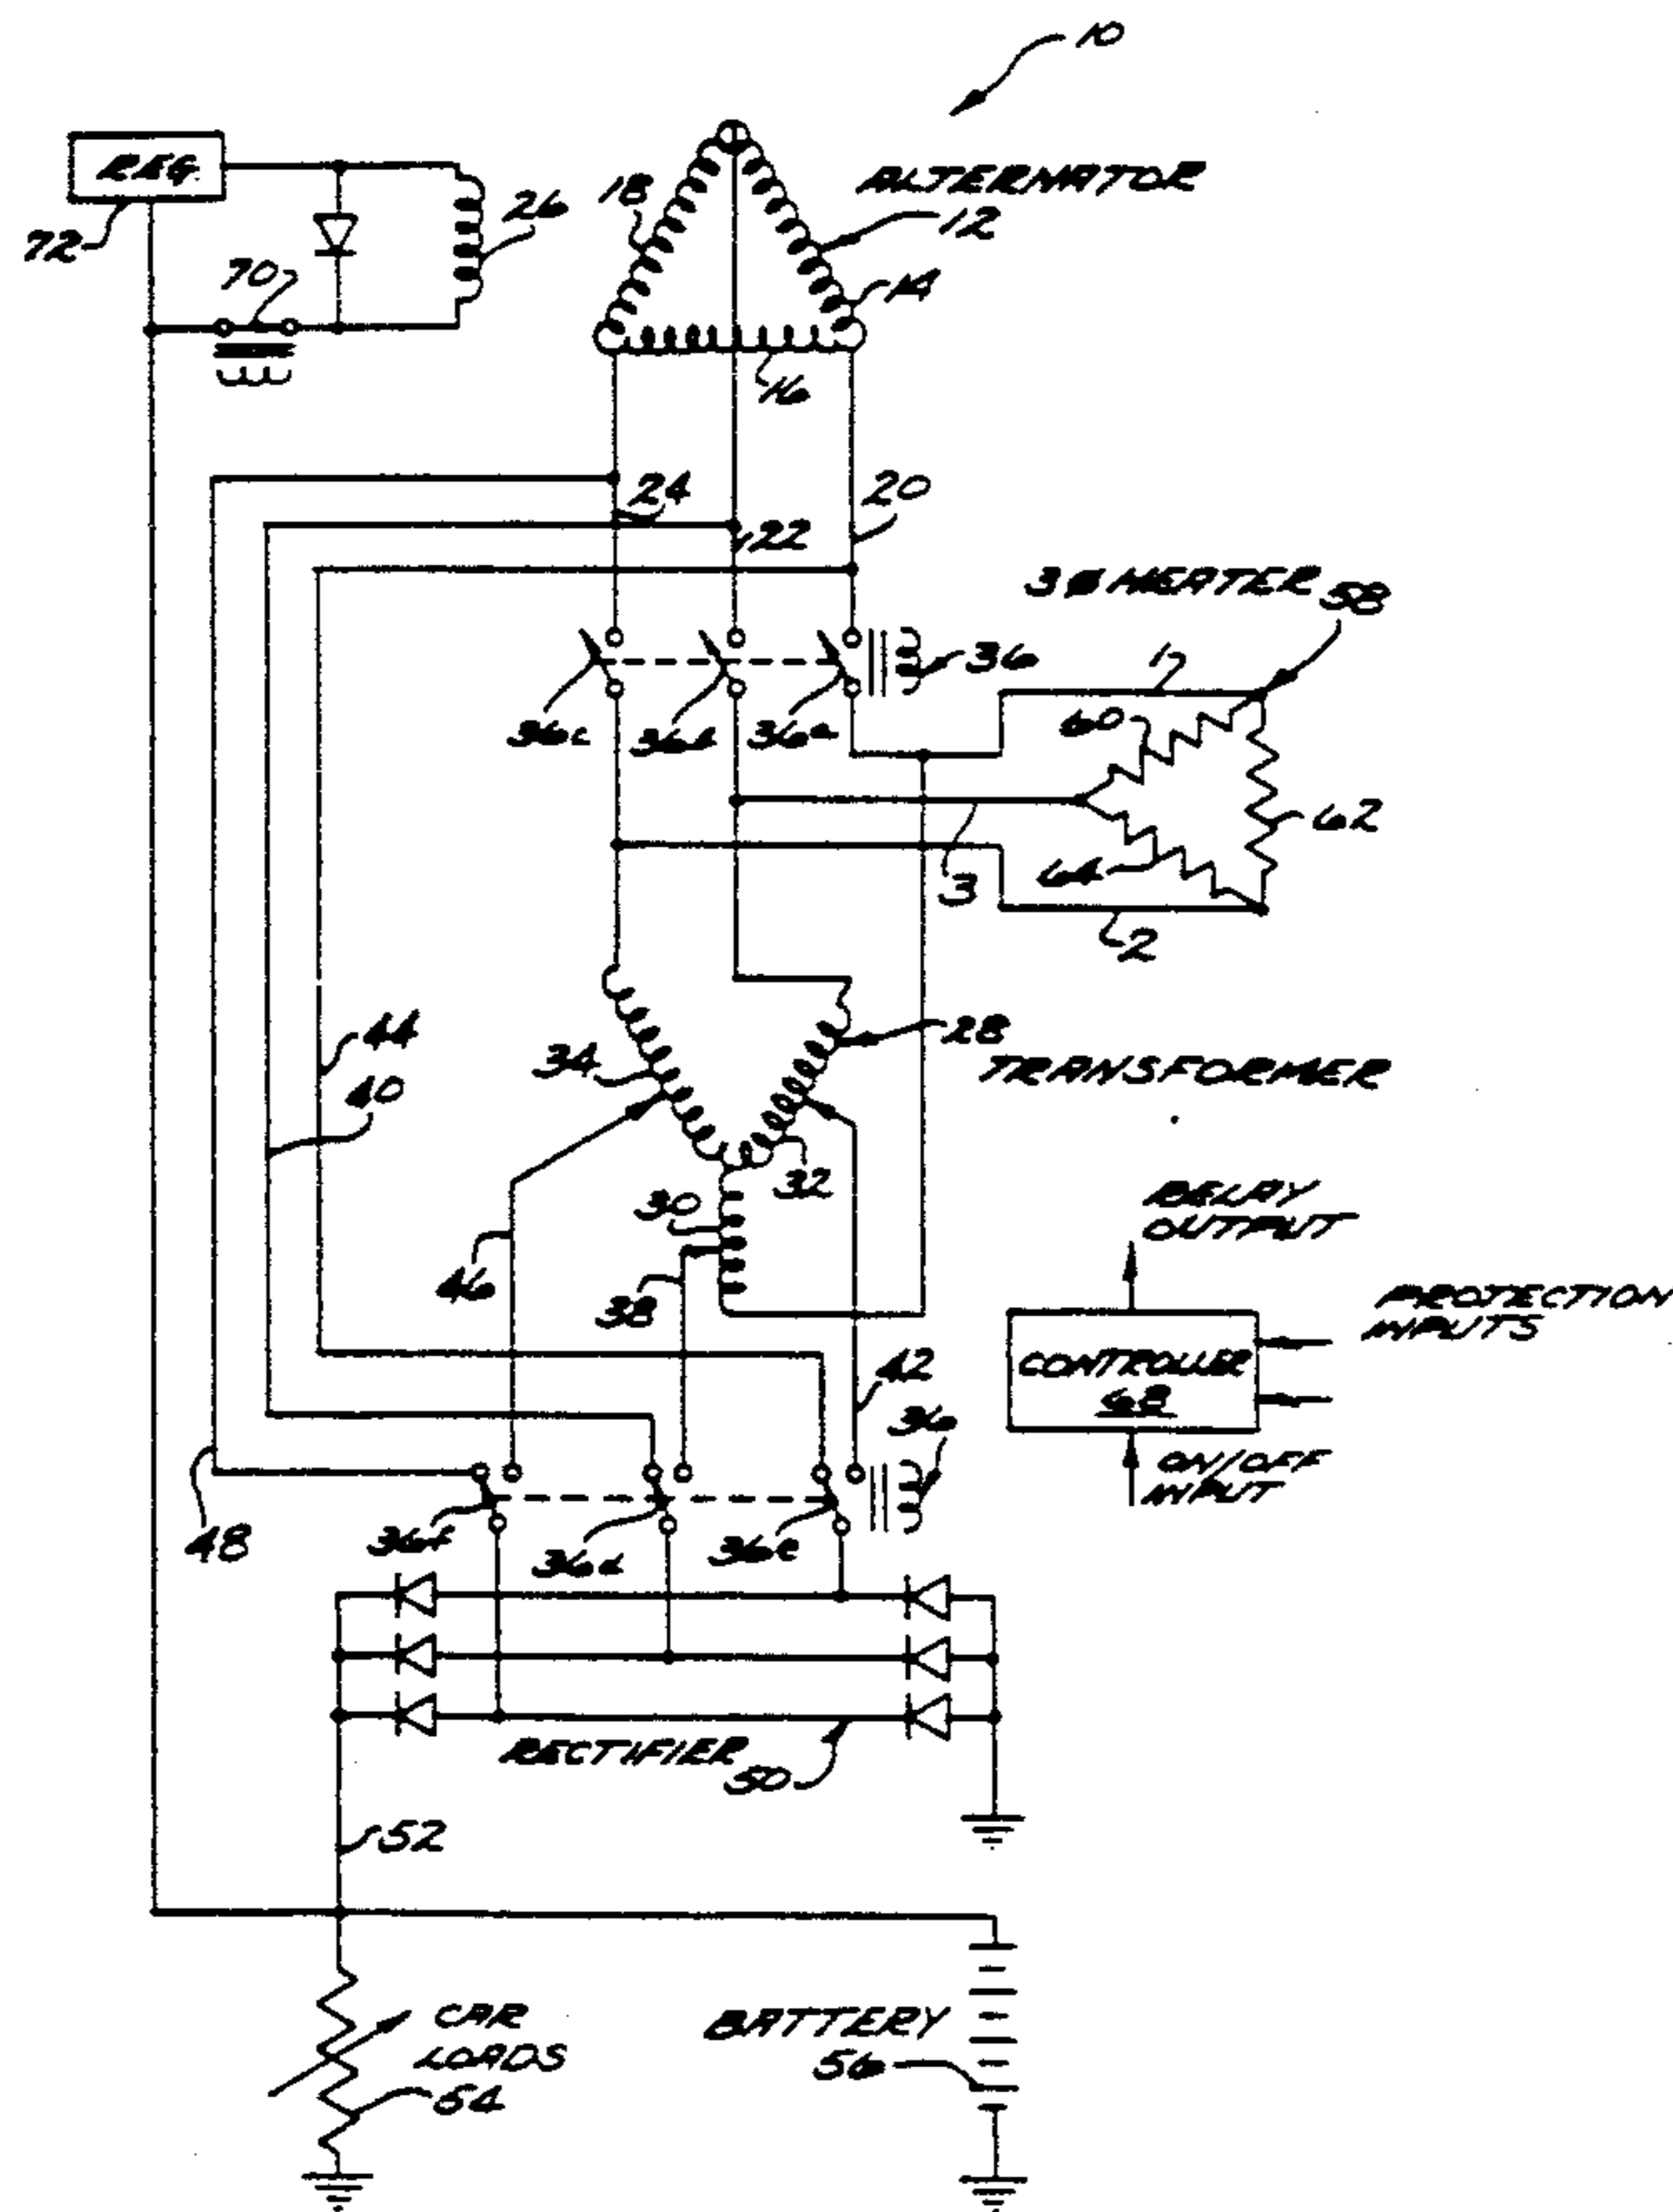 10
REG
72
26
70
18
ALTERNATOR
12
14
16
24
22
20
3ØHEATER
58
36
36c
36b
36a
1
60
62
64
3
2
34
28
TRANSFORMER
44
40
32
30
46
38
42
36
48
36f
36d
36e
RELAY
OUTPUT
PROTECTION
INPUTS
CONTROLLER
68
ON/OFF
INPUT
RECTIFIER
50
52
CAR
LOADS
54
BATTERY
56